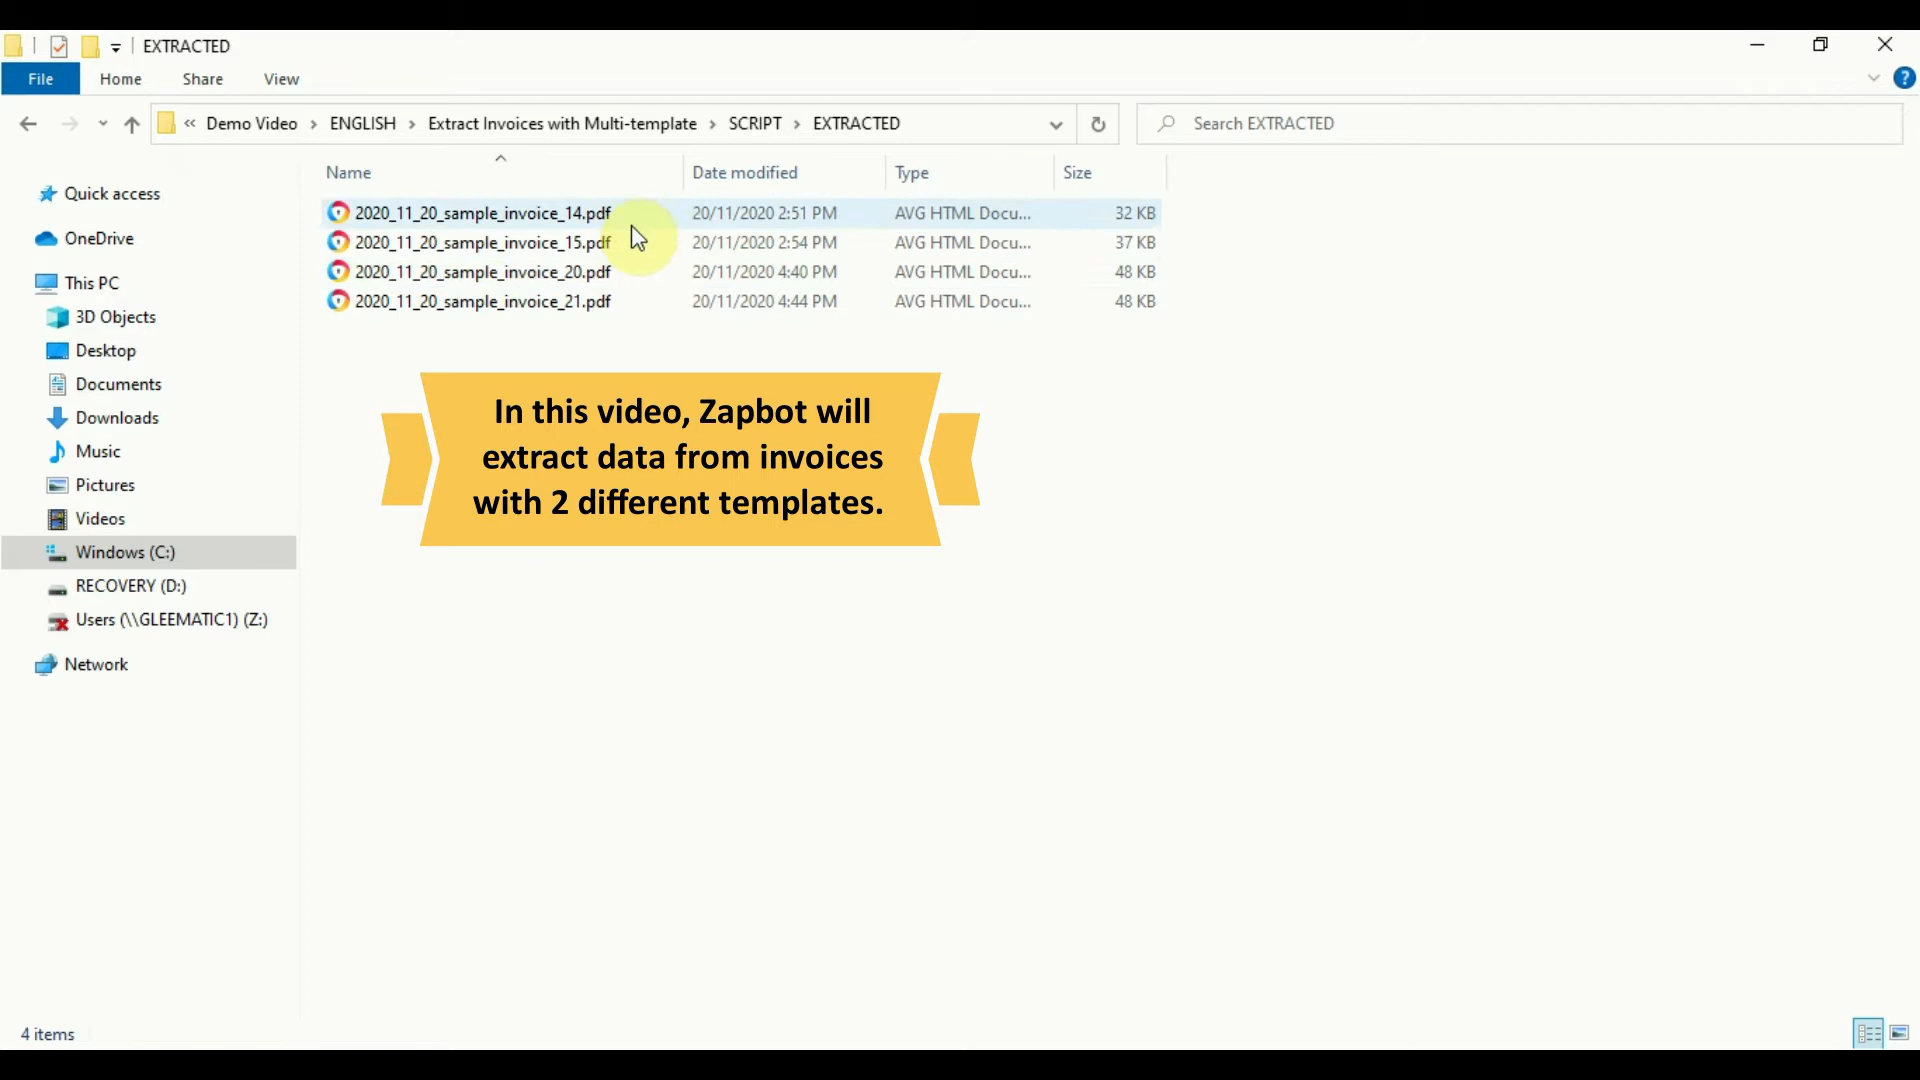 EXTRACTED
File Home Share View
« Demo Video > ENGLISH > Extract Invoices with Multi-template > SCRIPT > EXTRACTED
Search EXTRACTED
Name Date modified Type Size
Quick access
OneDrive
This PC
3D Objects
Desktop
Documents
Downloads
Music
Pictures
Videos
Windows (C:)
RECOVERY (D:)
Users (\\GLEEMATIC1) (Z:)
Network
2020_11_20_sample_invoice_14.pdf 20/11/2020 2:51 PM AVG HTML Docu... 32 KB
2020_11_20_sample_invoice_15.pdf 20/11/2020 2:54 PM AVG HTML Docu... 37 KB
2020_11_20_sample_invoice_20.pdf 20/11/2020 4:40 PM AVG HTML Docu... 48 KB
2020_11_20_sample_invoice_21.pdf 20/11/2020 4:44 PM AVG HTML Docu... 48 KB
In this video, Zapbot will
extract data from invoices
with 2 different templates.
4 items